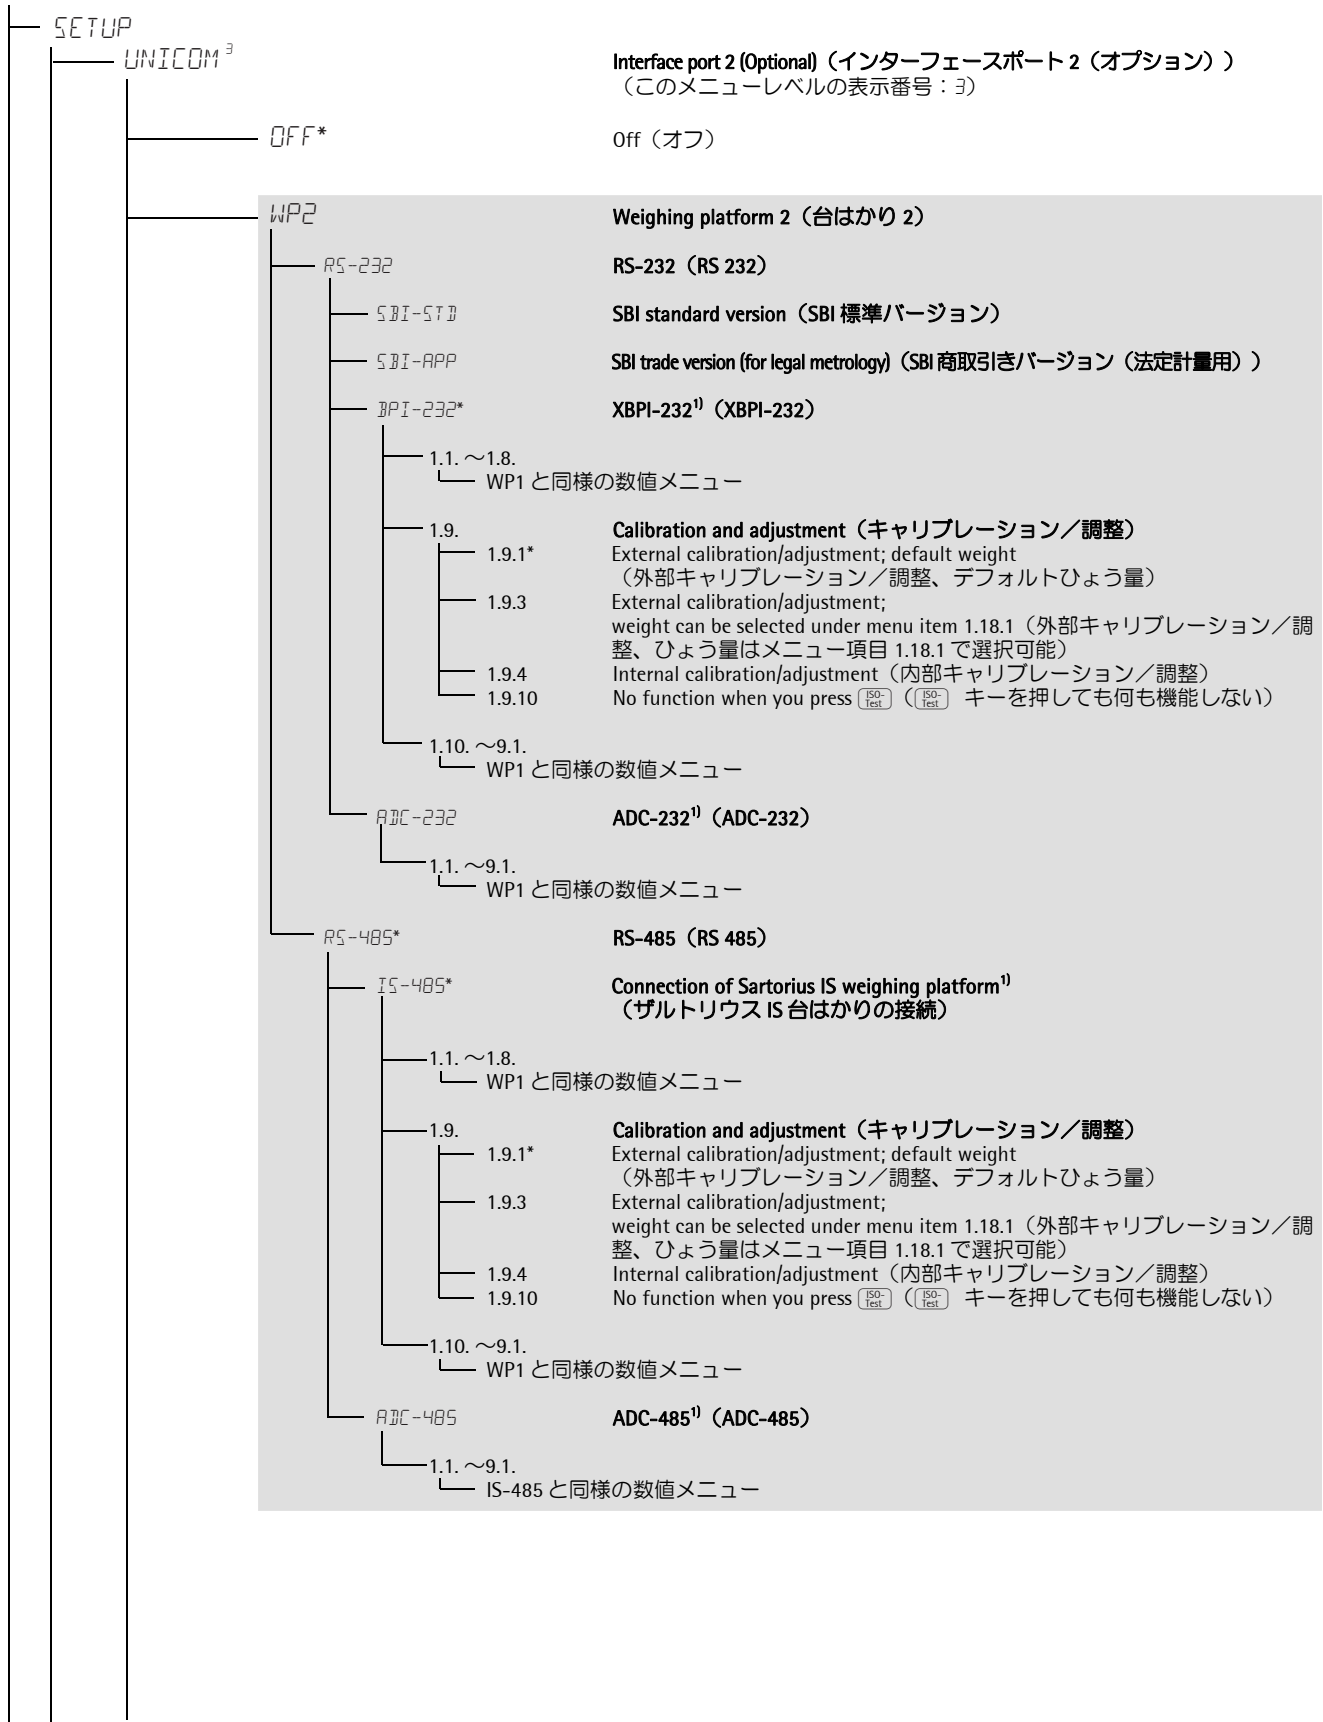 SETUP
UNICOM 3 Interface port 2 (Optional)（インターフェースポート 2（オプション））
（このメニューレベルの表示番号：3）
OFF* Off（オフ）
WP2 Weighing platform 2（台はかり 2）
RS-232 RS-232（RS 232）
SBI-STD SBI standard version（SBI 標準バージョン）
SBI-APP SBI trade version (for legal metrology)（SBI 商取引きバージョン（法定計量用））
BPI-232* XBPI-232¹⁾（XBPI-232）
1.1. ～1.8.
WP1 と同様の数値メニュー
1.9. Calibration and adjustment（キャリブレーション／調整）
1.9.1* External calibration/adjustment; default weight
（外部キャリブレーション／調整、デフォルトひょう量）
1.9.3 External calibration/adjustment;
weight can be selected under menu item 1.18.1（外部キャリブレーション／調
整、ひょう量はメニュー項目 1.18.1 で選択可能）
1.9.4 Internal calibration/adjustment（内部キャリブレーション／調整）
1.9.10 No function when you press ISO-Test（ISO-Test キーを押しても何も機能しない）
1.10. ～9.1.
WP1 と同様の数値メニュー
ADC-232 ADC-232¹⁾（ADC-232）
1.1. ～9.1.
WP1 と同様の数値メニュー
RS-485* RS-485（RS 485）
IS-485* Connection of Sartorius IS weighing platform¹⁾
（ザルトリウス IS 台はかりの接続）
1.1. ～1.8.
WP1 と同様の数値メニュー
1.9. Calibration and adjustment（キャリブレーション／調整）
1.9.1* External calibration/adjustment; default weight
（外部キャリブレーション／調整、デフォルトひょう量）
1.9.3 External calibration/adjustment;
weight can be selected under menu item 1.18.1（外部キャリブレーション／調
整、ひょう量はメニュー項目 1.18.1 で選択可能）
1.9.4 Internal calibration/adjustment（内部キャリブレーション／調整）
1.9.10 No function when you press ISO-Test（ISO-Test キーを押しても何も機能しない）
1.10. ～9.1.
WP1 と同様の数値メニュー
ADC-485 ADC-485¹⁾（ADC-485）
1.1. ～9.1.
IS-485 と同様の数値メニュー